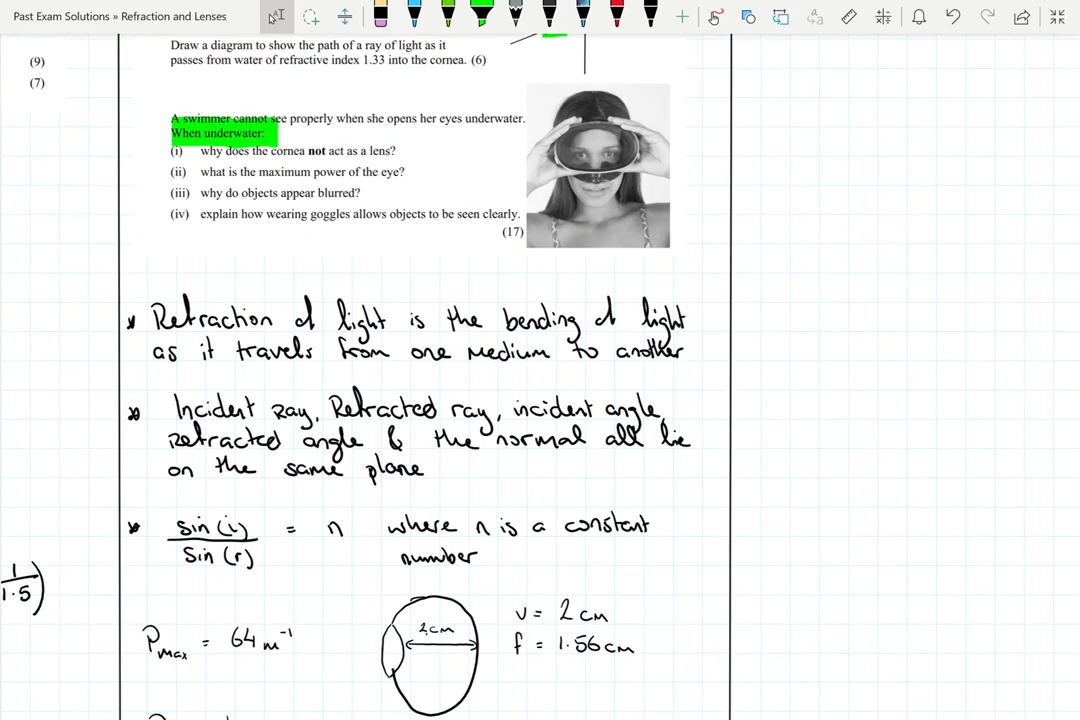 Past Exam Solutions » Refraction and Lenses
(9)
(7)
Draw a diagram to show the path of a ray of light as it
passes from water of refractive index 1.33 into the cornea. (6)
A swimmer cannot see properly when she opens her eyes underwater.
When underwater:
(i) why does the cornea not act as a lens?
(ii) what is the maximum power of the eye?
(iii) why do objects appear blurred?
(iv) explain how wearing goggles allows objects to be seen clearly.
(17)
* Refraction of light is the bending of light
as it travels from one medium to another
* Incident Ray, Refracted ray, incident angle,
refracted angle & the normal all lie
on the same plane
* Sin(i) / Sin(r) = n where n is a constant
number
1/1.5)
Pmax = 64 m⁻¹
2cm
v = 2 cm
f = 1.56 cm